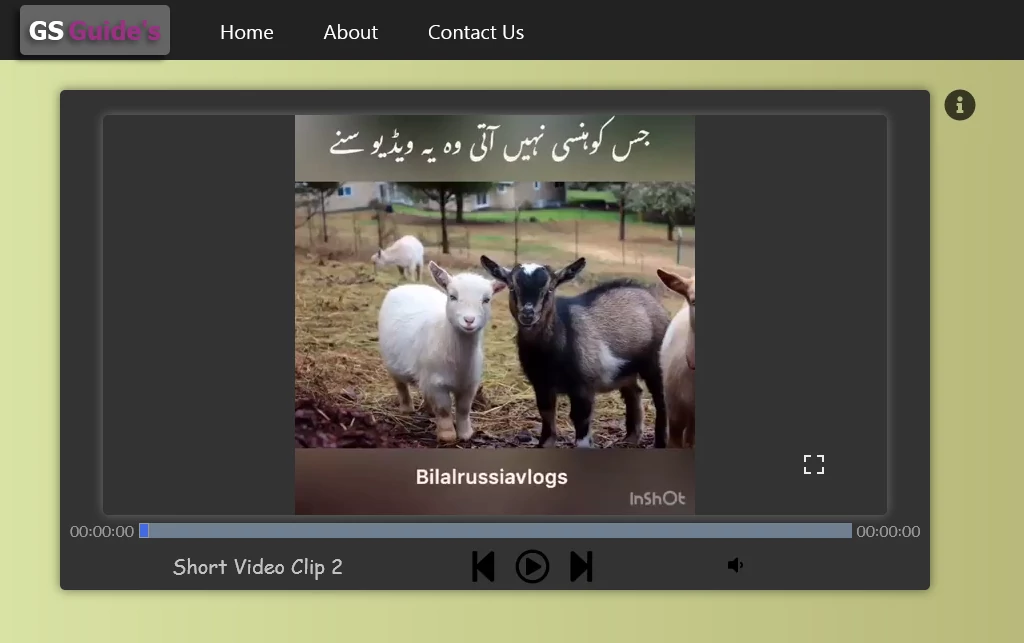 GS Guide's
Home
About
Contact Us
جس کو ہنسی نہیں آتی وہ یہ ویڈیو سنے
Bilalrussiavlogs
InShOt
00:00:00
00:00:00
Short Video Clip 2